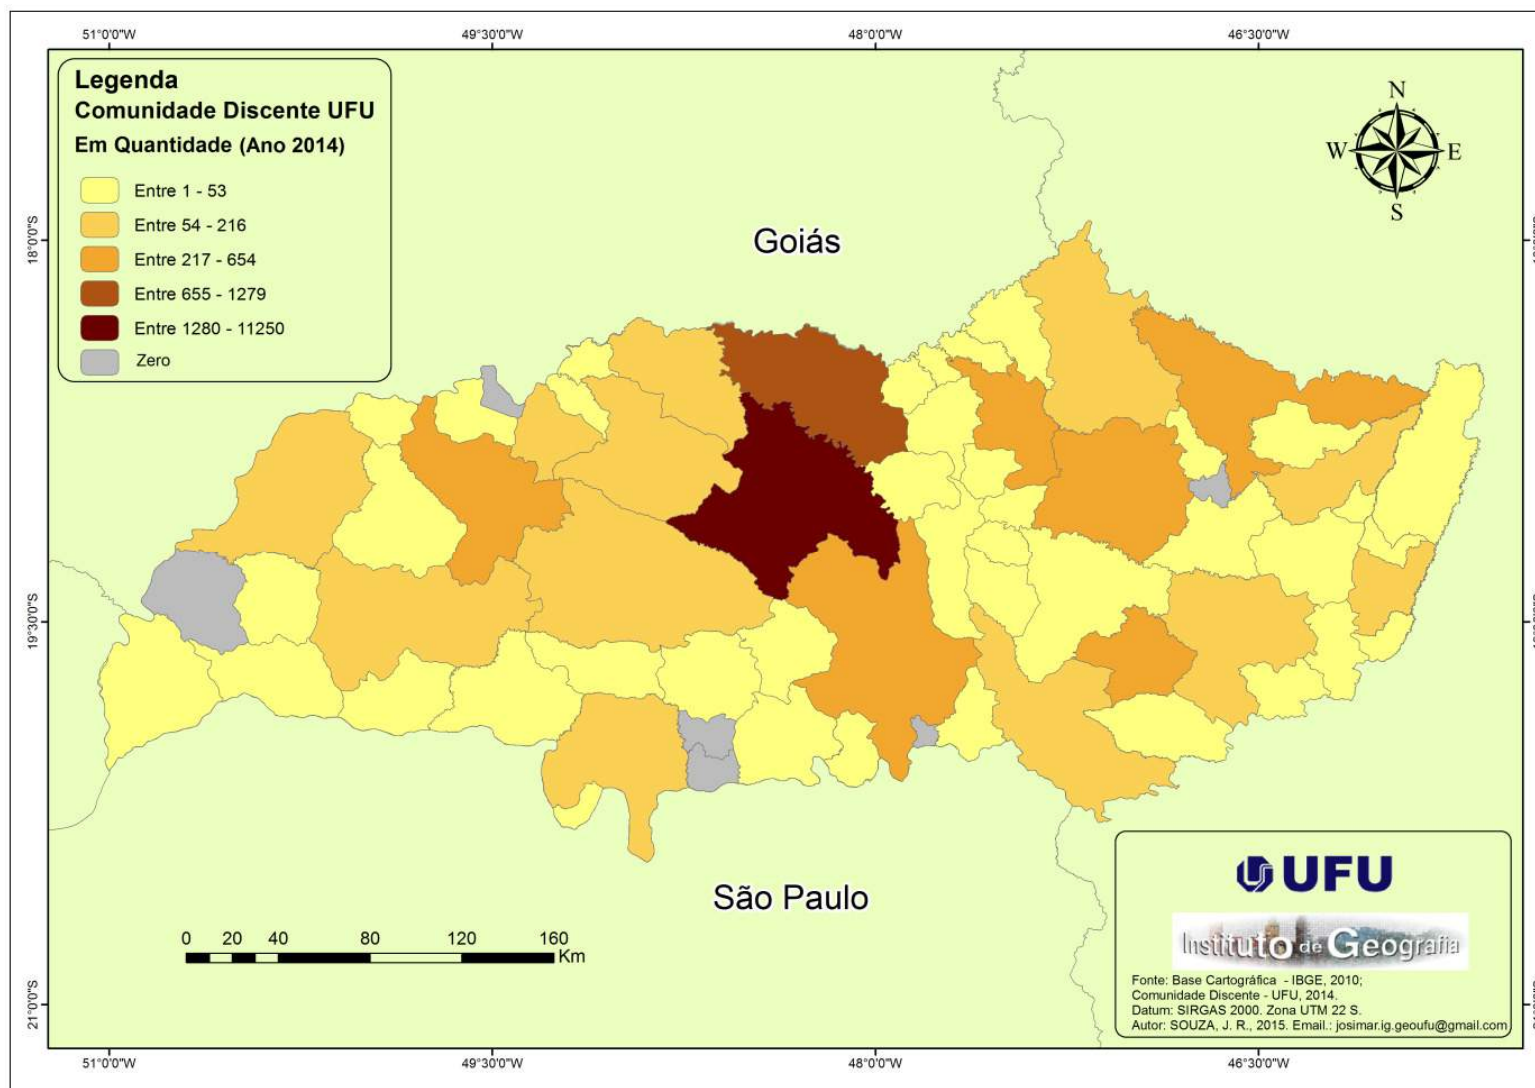 51°0'0"W 49°30'0"W 48°0'0"W 46°30'0"W
Legenda
Comunidade Discente UFU
Em Quantidade (Ano 2014)
Entre 1 - 53
Entre 54 - 216
Entre 217 - 654
Entre 655 - 1279
Entre 1280 - 11250
Zero
N
W E
S
18°0'0"S
Goiás
19°30'0"S
São Paulo
0 20 40 80 120 160
Km
21°0'0"S
UFU
Instituto de Geografia
Fonte: Base Cartográfica - IBGE, 2010;
Comunidade Discente - UFU, 2014.
Datum: SIRGAS 2000. Zona UTM 22 S.
Autor: SOUZA, J. R., 2015. Email.: josimar.ig.geoufu@gmail.com
51°0'0"W 49°30'0"W 48°0'0"W 46°30'0"W